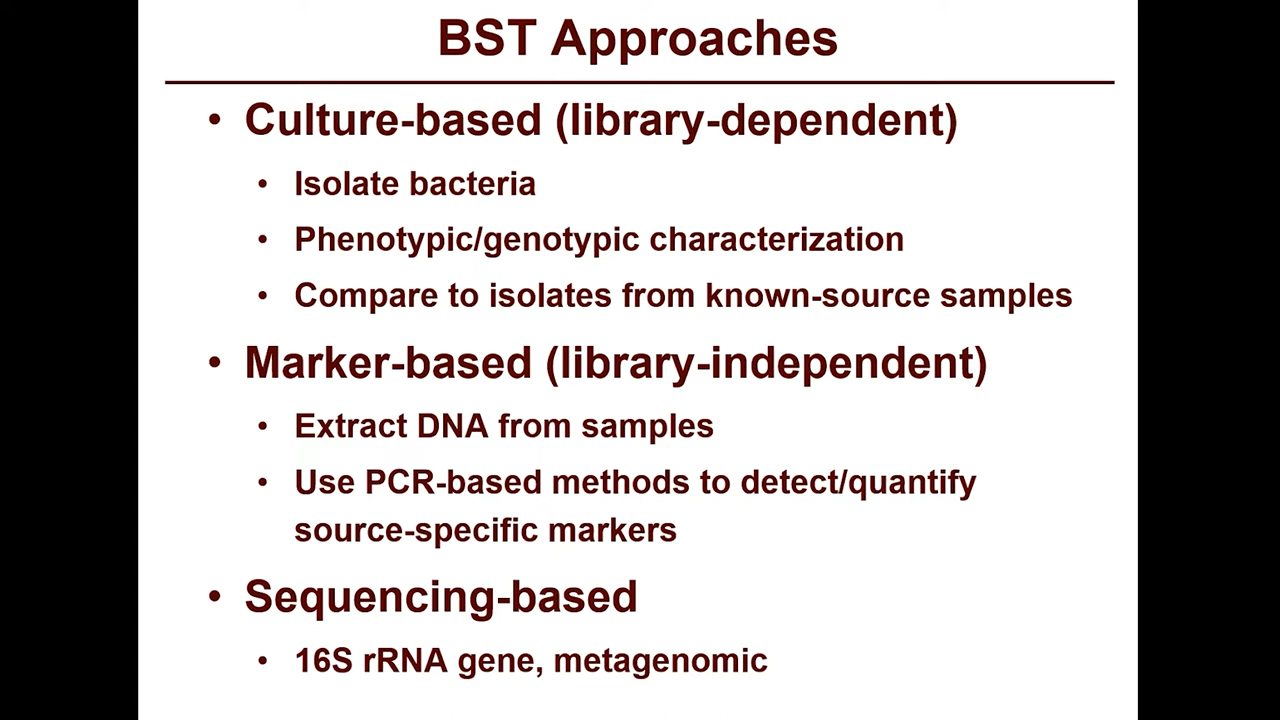 BST Approaches
• Culture-based (library-dependent)
• Isolate bacteria
• Phenotypic/genotypic characterization
• Compare to isolates from known-source samples
• Marker-based (library-independent)
• Extract DNA from samples
• Use PCR-based methods to detect/quantify
source-specific markers
• Sequencing-based
• 16S rRNA gene, metagenomic